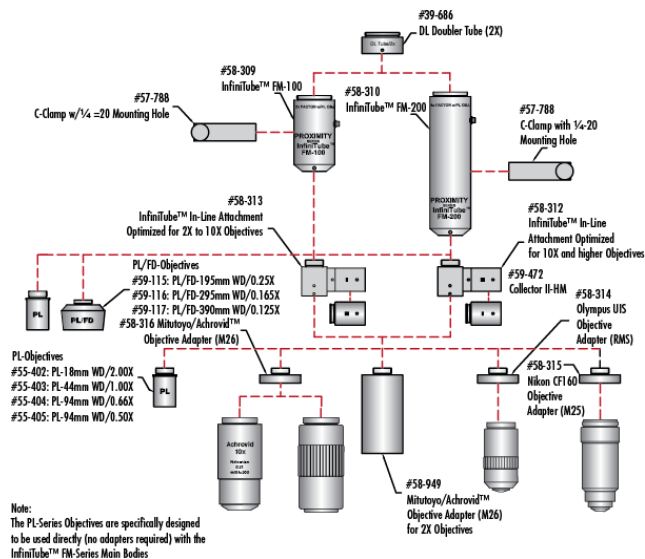 #39-686
DL Doubler Tube (2X)
DL Tube/2x
#58-309
InfiniTube™ FM-100
#58-310
InfiniTube™ FM-200
#57-788
C-Clamp w/¼ =20 Mounting Hole
#57-788
C-Clamp with ¼-20
Mounting Hole
PROXIMITY
InfiniTube™
FM-100
PROXIMITY
InfiniTube™
FM-200
#58-313
InfiniTube™ In-Line Attachment
Optimized for 2X to 10X Objectives
#58-312
InfiniTube™ In-Line
Attachment Optimized
for 10X and higher Objectives
#59-472
Collector II-HM
PL
PL/FD
PL/FD-Objectives
#59-115: PL/FD-195mm WD/0.25X
#59-116: PL/FD-295mm WD/0.165X
#59-117: PL/FD-390mm WD/0.125X
#58-316 Mitutoyo/Achrovid™
Objective Adapter (M26)
#58-314
Olympus UIS
Objective
Adapter (RMS)
#58-315
Nikon CF160
Objective
Adapter (M25)
PL-Objectives
#55-402: PL-18mm WD/2.00X
#55-403: PL-44mm WD/1.00X
#55-404: PL-94mm WD/0.66X
#55-405: PL-94mm WD/0.50X
PL
Achrovid
10x
#58-949
Mitutoyo/Achrovid™
Objective Adapter (M26)
for 2X Objectives
Note:
The PL-Series Objectives are specifically designed
to be used directly (no adapters required) with the
InfiniTube™ FM-Series Main Bodies